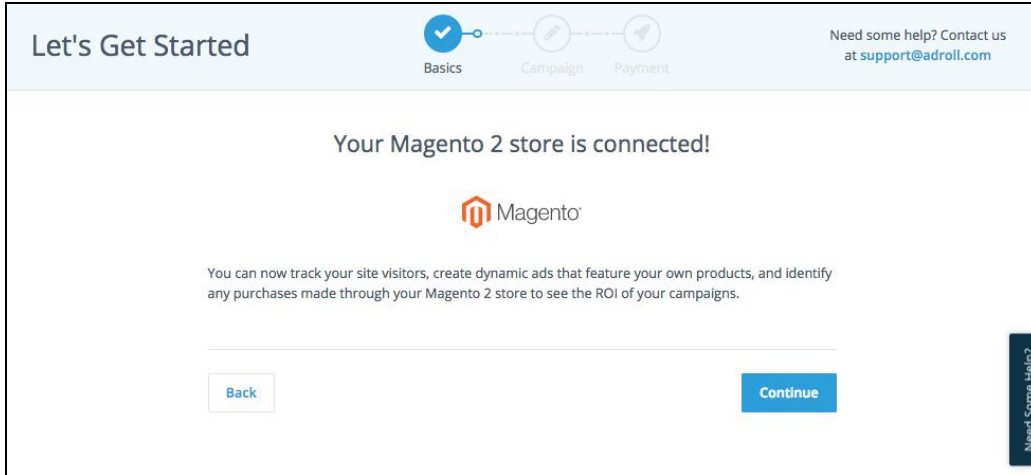 Let's Get Started
Basics
Campaign
Payment
Need some help? Contact us
at support@adroll.com
Your Magento 2 store is connected!
Magento
You can now track your site visitors, create dynamic ads that feature your own products, and identify
any purchases made through your Magento 2 store to see the ROI of your campaigns.
Back
Continue
Need Some Help?